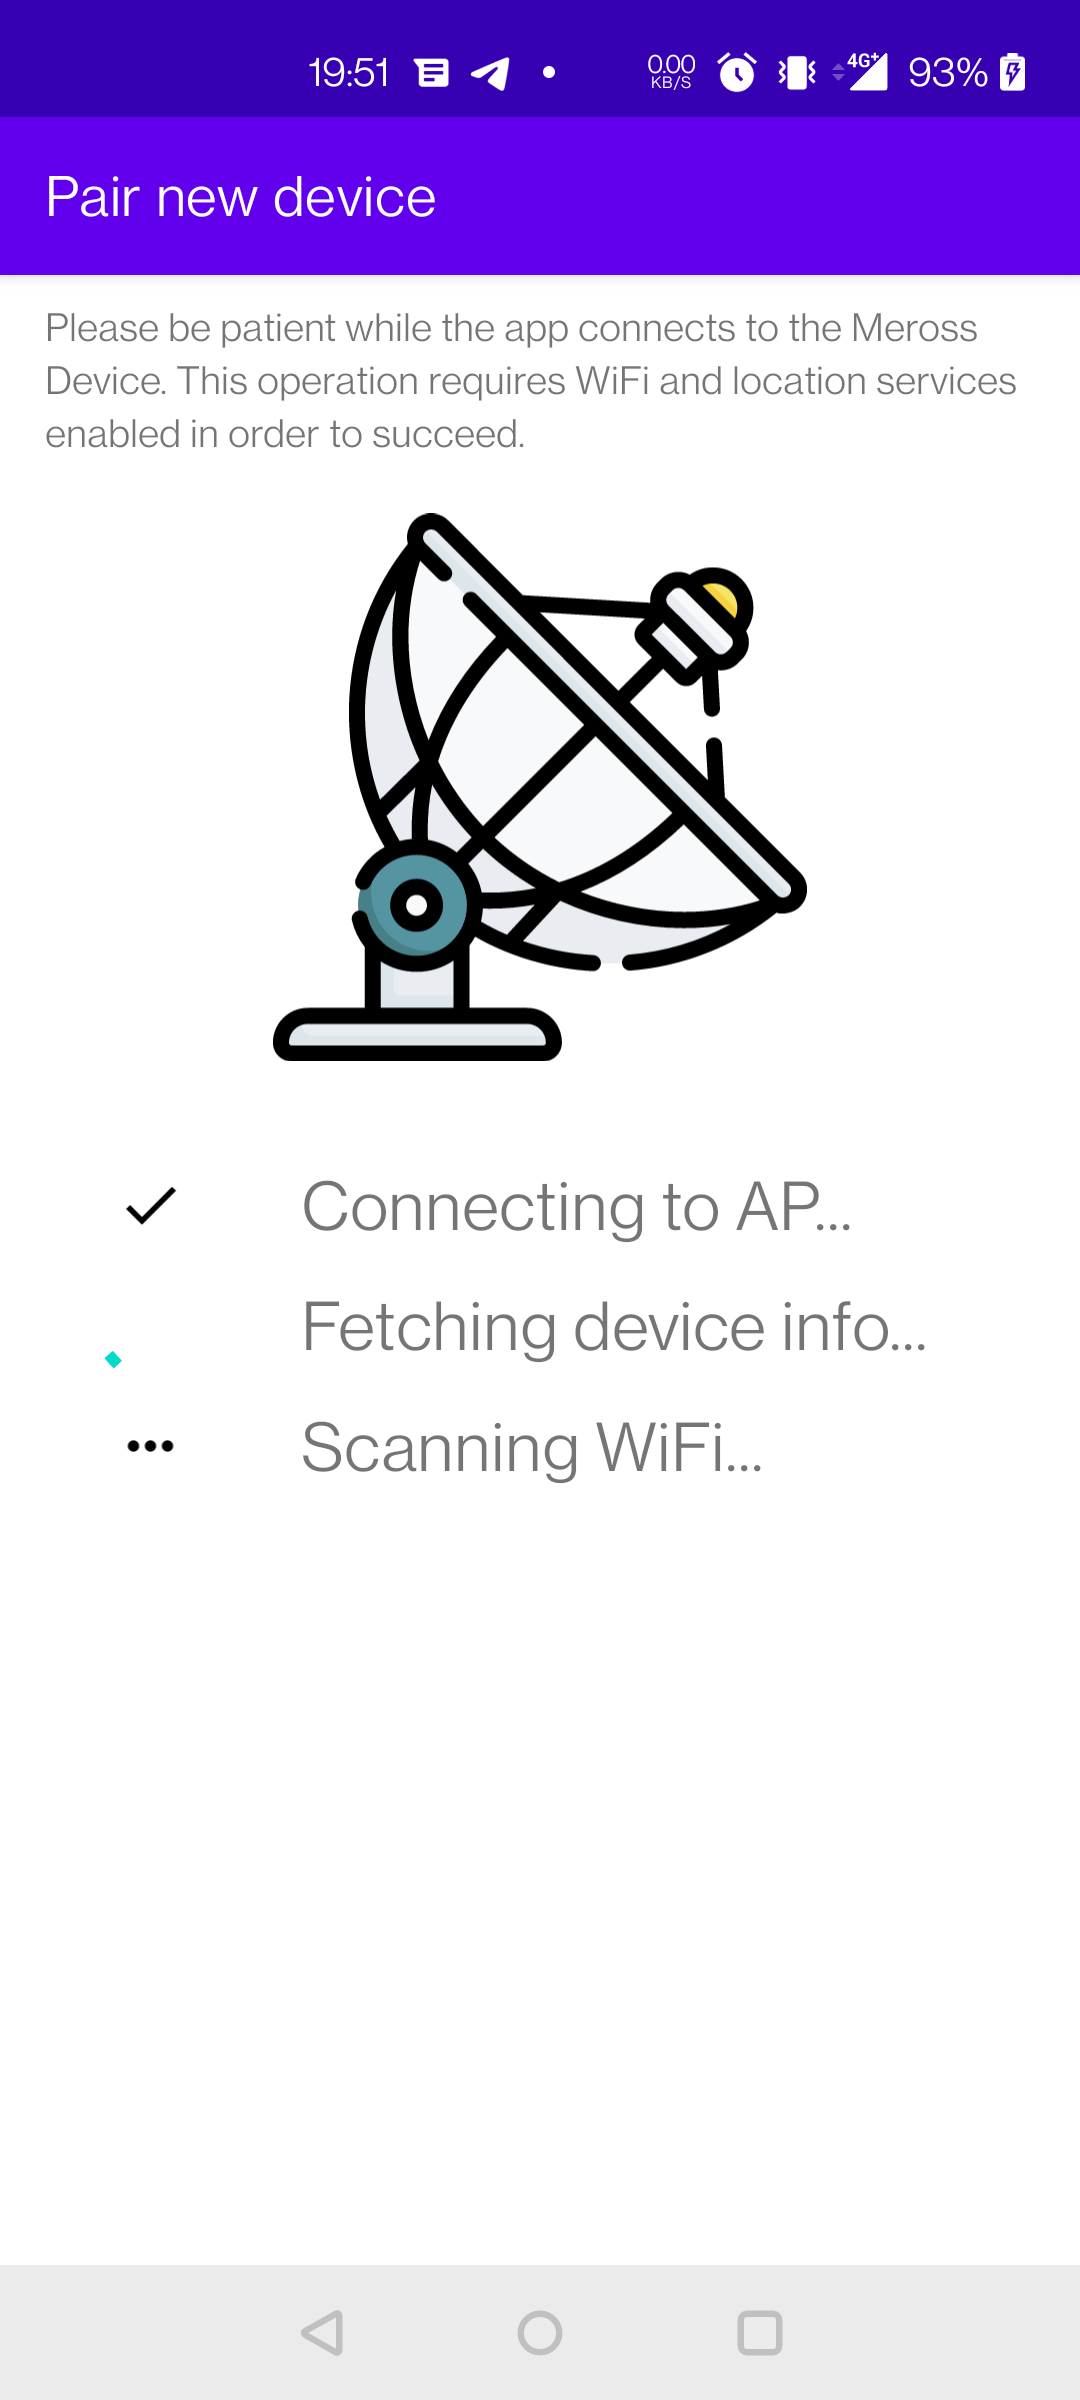 19:51
0.00
KB/S
4G+
93%
Pair new device
Please be patient while the app connects to the Meross
Device. This operation requires WiFi and location services
enabled in order to succeed.
Connecting to AP...
Fetching device info...
Scanning WiFi...